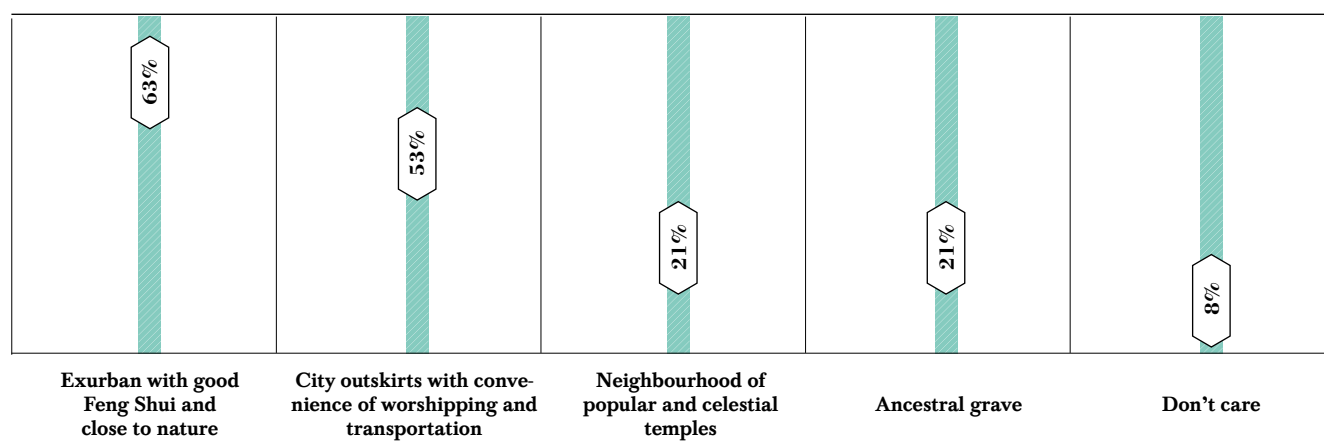 63%
53%
21%
21%
8%
Exurban with good
Feng Shui and
close to nature
City outskirts with conve-
nience of worshipping and
transportation
Neighbourhood of
popular and celestial
temples
Ancestral grave
Don't care